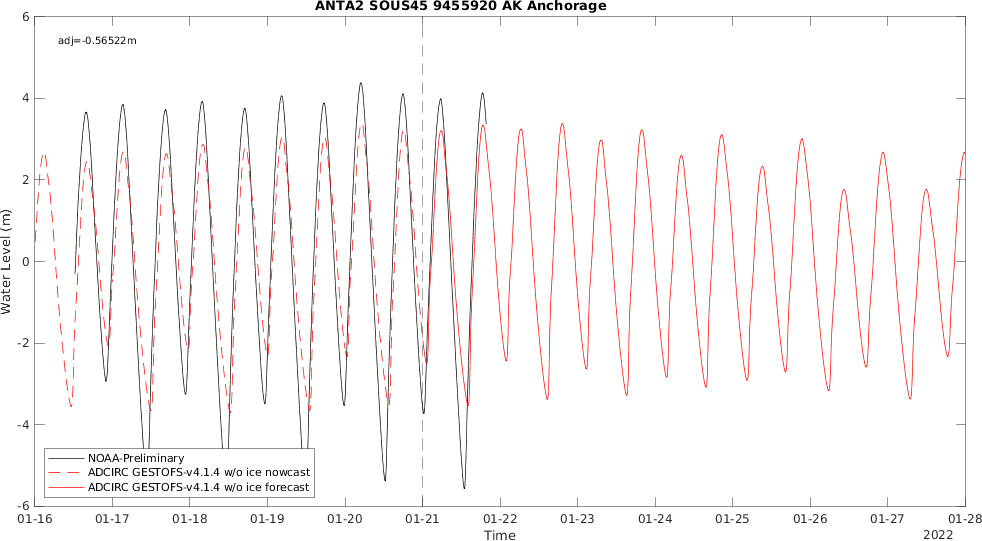 ANTA2 SOUS45 9455920 AK Anchorage
adj=-0.56522m
Water Level (m)
6
4
2
0
-2
-4
-6
NOAA-Preliminary
ADCIRC GESTOFS-v4.1.4 w/o ice nowcast
ADCIRC GESTOFS-v4.1.4 w/o ice forecast
01-16 01-17 01-18 01-19 01-20 01-21 01-22 01-23 01-24 01-25 01-26 01-27 01-28
Time
2022